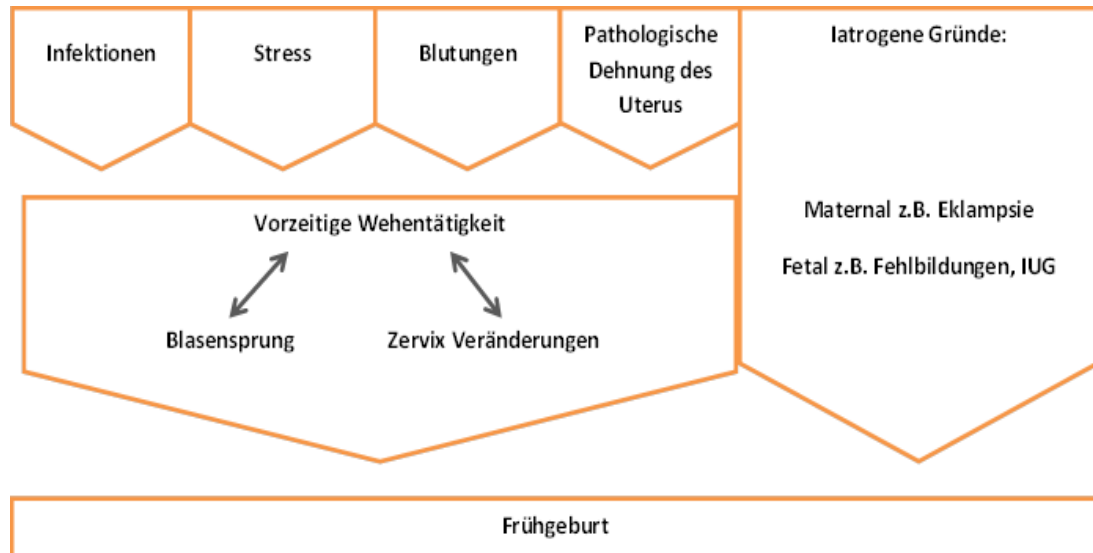 Infektionen
Stress
Blutungen
Pathologische
Dehnung des
Uterus
Iatrogene Gründe:
Maternal z.B. Eklampsie
Fetal z.B. Fehlbildungen, IUG
Vorzeitige Wehentätigkeit
Blasensprung
Zervix Veränderungen
Frühgeburt